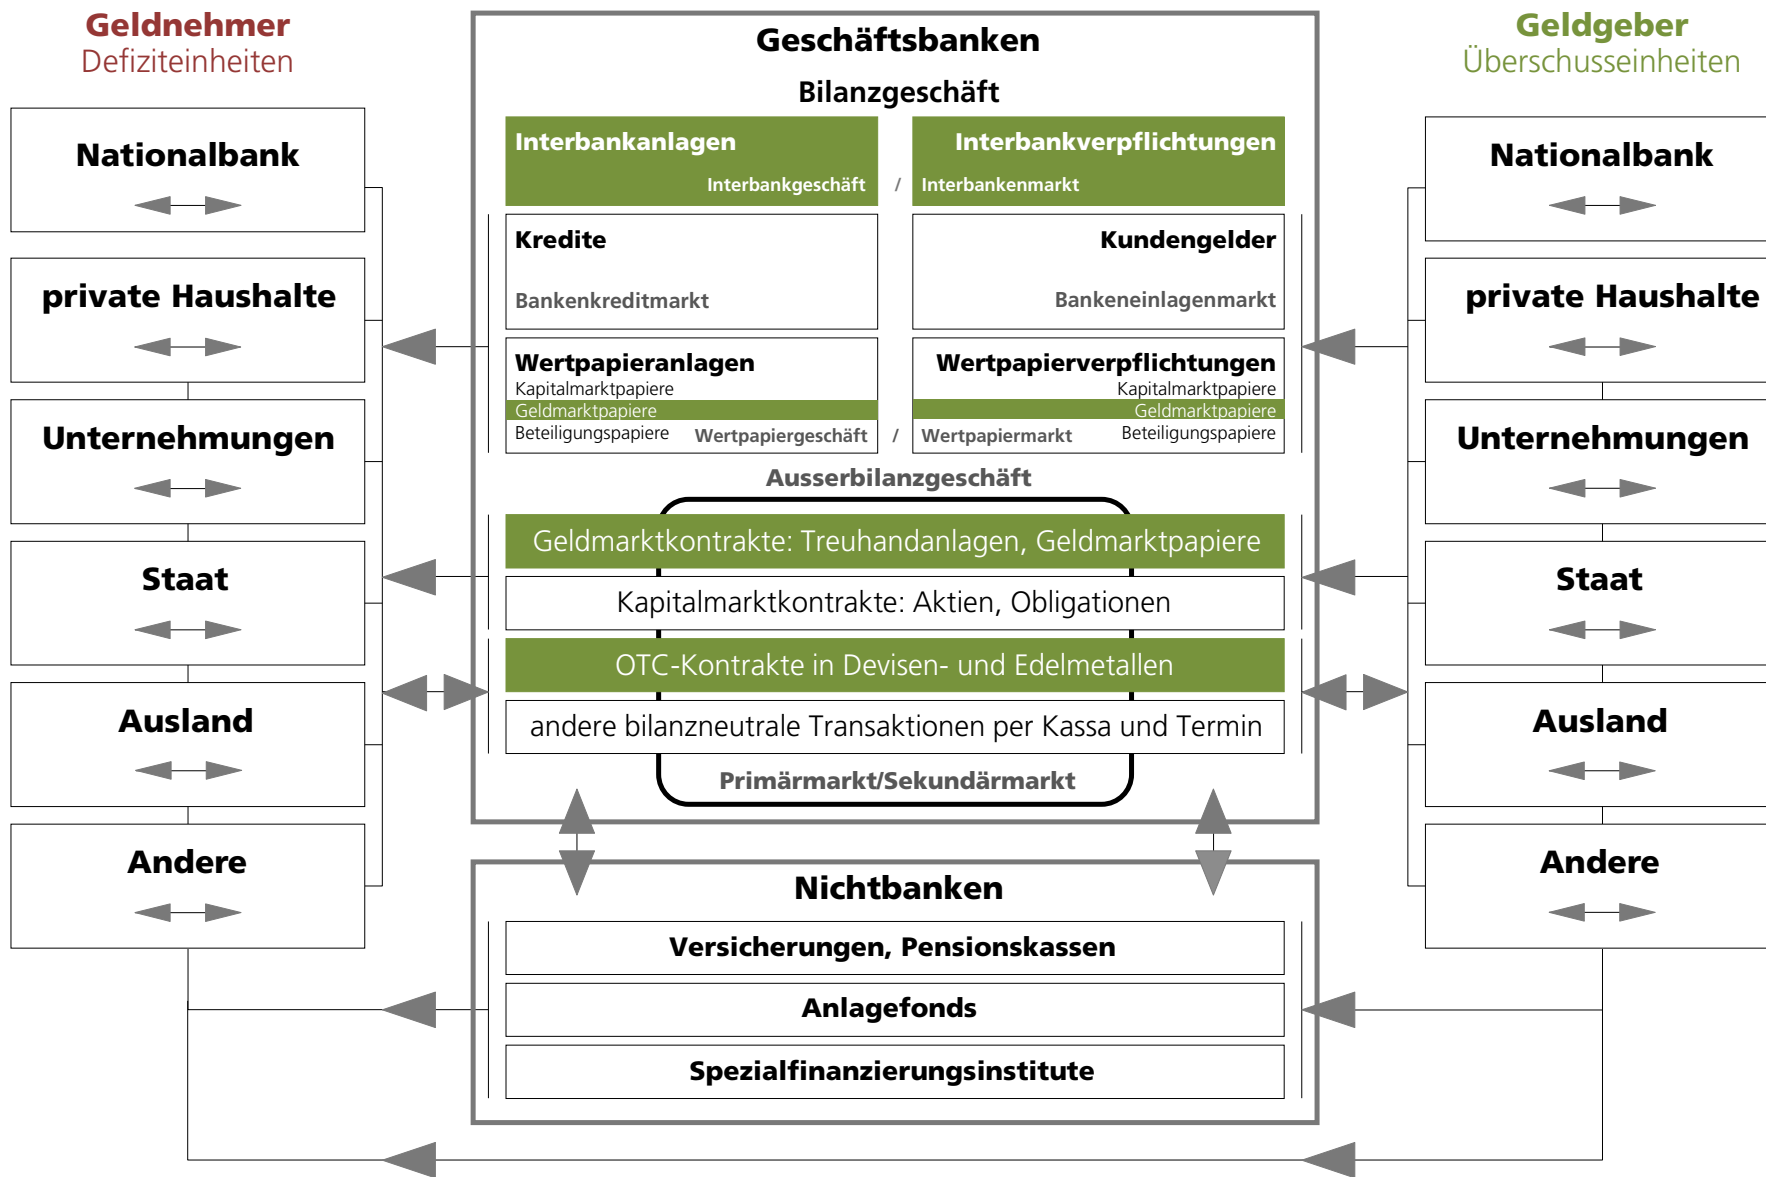 Geldnehmer
Defiziteinheiten
Nationalbank
private Haushalte
Unternehmungen
Staat
Ausland
Andere
Geschäftsbanken
Bilanzgeschäft
Interbankanlagen
Interbankverpflichtungen
Interbankgeschäft / Interbankenmarkt
Kredite
Kundengelder
Bankenkreditmarkt
Bankeneinlagenmarkt
Wertpapieranlagen
Wertpapierverpflichtungen
Kapitalmarktpapiere
Kapitalmarktpapiere
Geldmarktpapiere
Geldmarktpapiere
Beteiligungspapiere Wertpapiergeschäft / Wertpapiermarkt Beteiligungspapiere
Ausserbilanzgeschäft
Geldmarktkontrakte: Treuhandanlagen, Geldmarktpapiere
Kapitalmarktkontrakte: Aktien, Obligationen
OTC-Kontrakte in Devisen- und Edelmetallen
andere bilanzneutrale Transaktionen per Kassa und Termin
Primärmarkt/Sekundärmarkt
Nichtbanken
Versicherungen, Pensionskassen
Anlagefonds
Spezialfinanzierungsinstitute
Geldgeber
Überschusseinheiten
Nationalbank
private Haushalte
Unternehmungen
Staat
Ausland
Andere